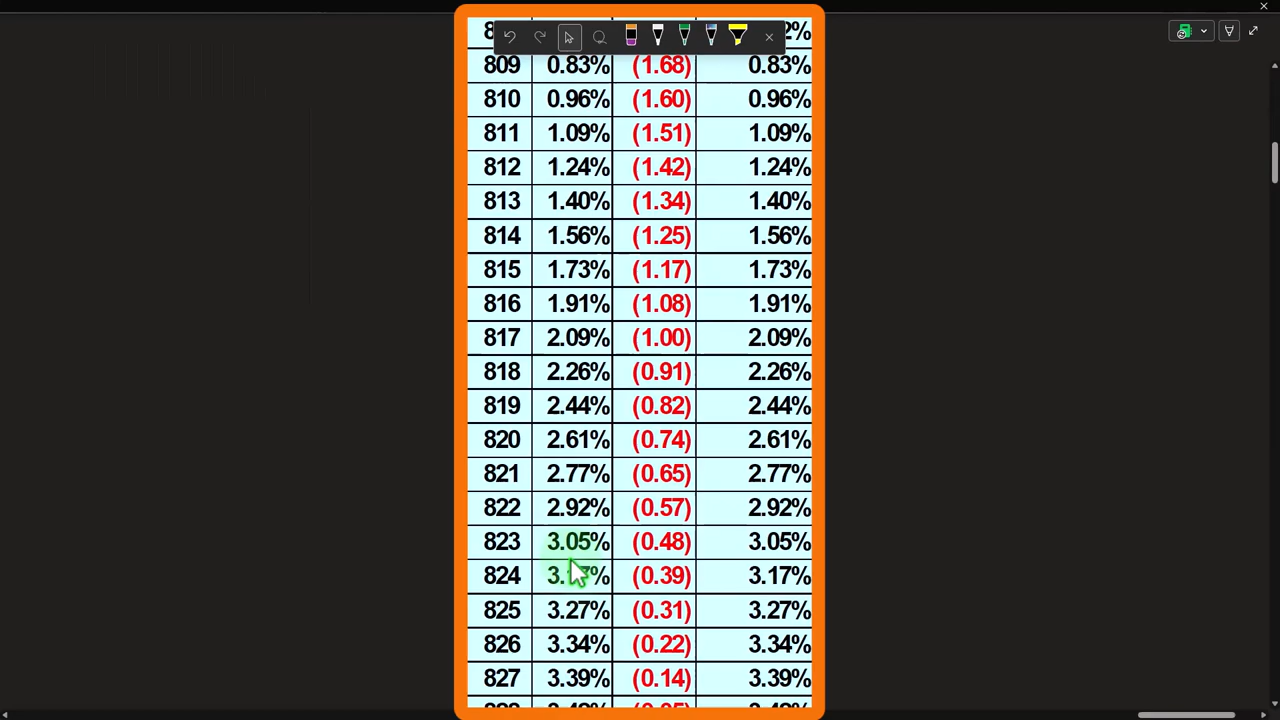 809 0.83% (1.68) 0.83%
810 0.96% (1.60) 0.96%
811 1.09% (1.51) 1.09%
812 1.24% (1.42) 1.24%
813 1.40% (1.34) 1.40%
814 1.56% (1.25) 1.56%
815 1.73% (1.17) 1.73%
816 1.91% (1.08) 1.91%
817 2.09% (1.00) 2.09%
818 2.26% (0.91) 2.26%
819 2.44% (0.82) 2.44%
820 2.61% (0.74) 2.61%
821 2.77% (0.65) 2.77%
822 2.92% (0.57) 2.92%
823 3.05% (0.48) 3.05%
824 3.17% (0.39) 3.17%
825 3.27% (0.31) 3.27%
826 3.34% (0.22) 3.34%
827 3.39% (0.14) 3.39%